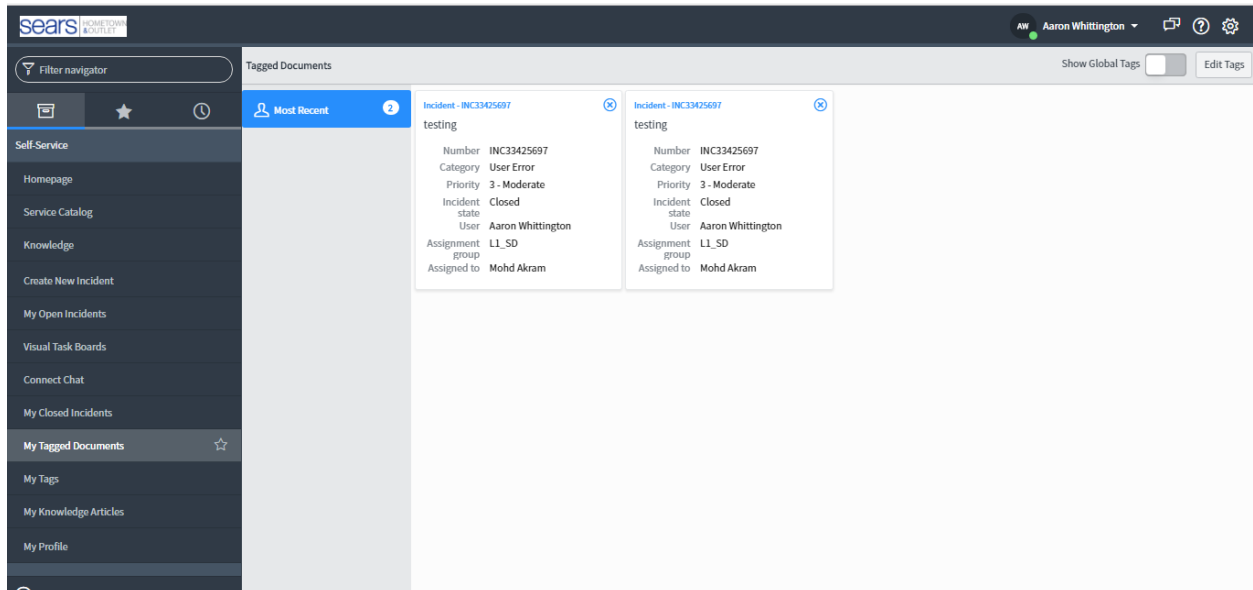 sears HOMETOWN & OUTLET
AW Aaron Whittington
Filter navigator
Tagged Documents
Show Global Tags
Edit Tags
Self-Service
Homepage
Service Catalog
Knowledge
Create New Incident
My Open Incidents
Visual Task Boards
Connect Chat
My Closed Incidents
My Tagged Documents
My Tags
My Knowledge Articles
My Profile
Most Recent 2
Incident - INC33425697
testing
Number INC33425697
Category User Error
Priority 3 - Moderate
Incident state Closed
User Aaron Whittington
Assignment group L1_SD
Assigned to Mohd Akram
Incident - INC33425697
testing
Number INC33425697
Category User Error
Priority 3 - Moderate
Incident state Closed
User Aaron Whittington
Assignment group L1_SD
Assigned to Mohd Akram